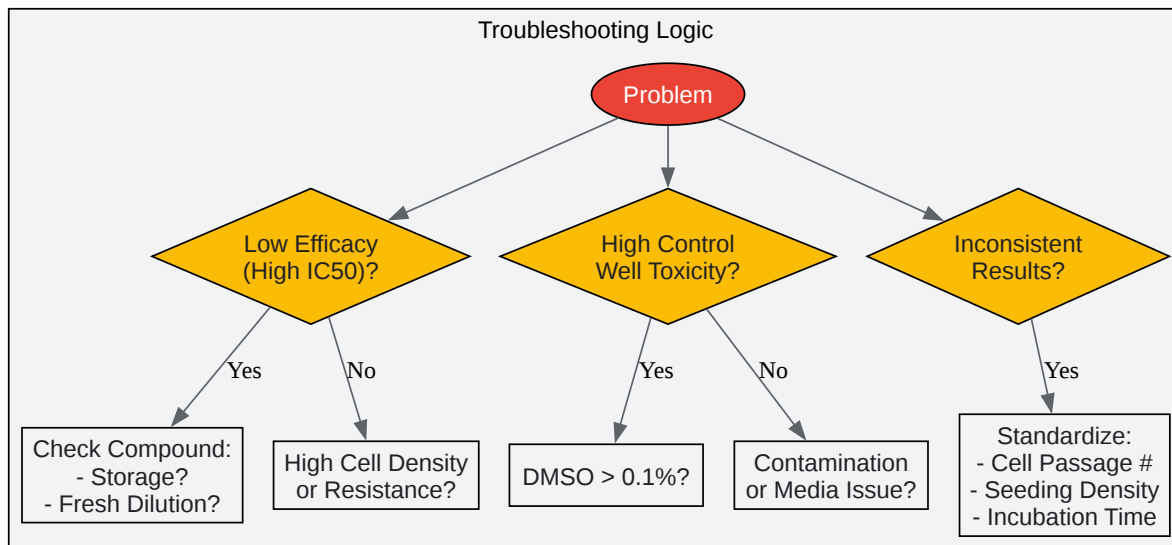 Troubleshooting Logic
Problem
Low Efficacy
(High IC50)?
High Control
Well Toxicity?
Inconsistent
Results?
Yes
No
Yes
No
Yes
Check Compound:
- Storage?
- Fresh Dilution?
High Cell Density
or Resistance?
DMSO > 0.1%?
Contamination
or Media Issue?
Standardize:
- Cell Passage #
- Seeding Density
- Incubation Time